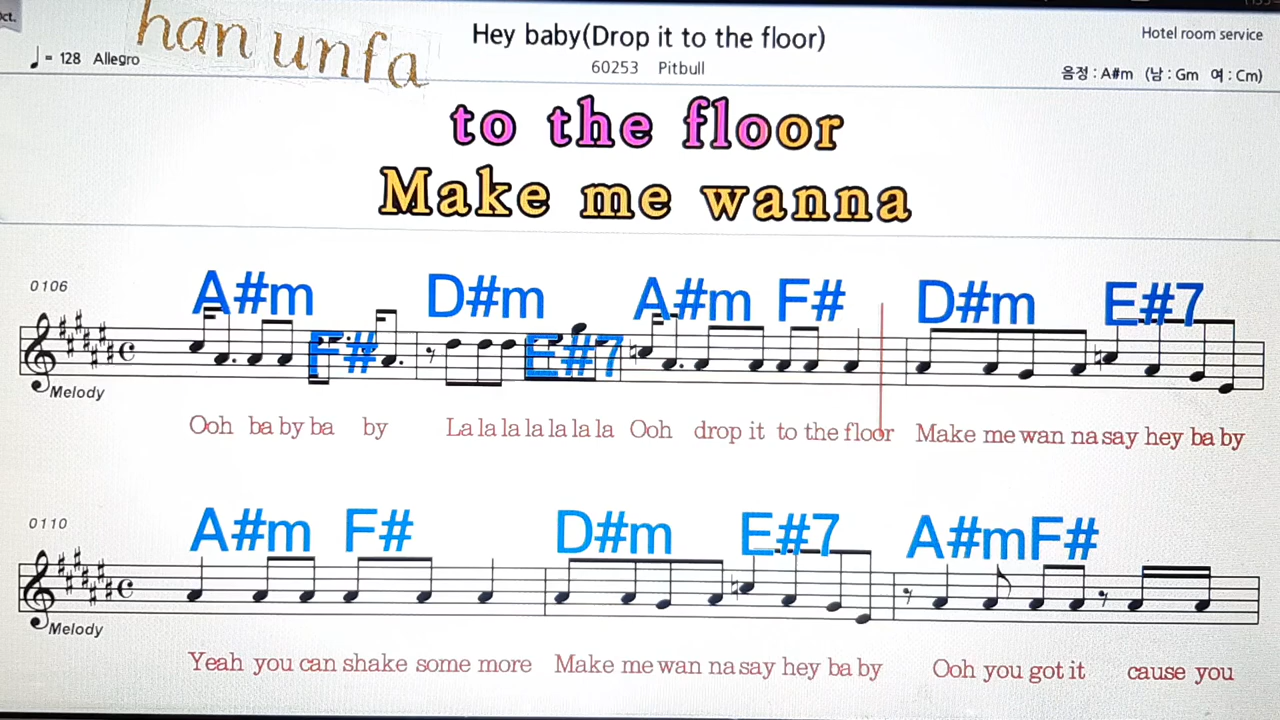 han unfa
Hey baby(Drop it to the floor)
Hotel room service
= 128 Allegro
60253 Pitbull
음정 : A#m (남 : Gm 여 : Cm)
to the floor
Make me wanna
0106
A#m F# D#m E#7 A#m F# D#m E#7
Melody
Ooh ba by ba by La la la la la la la Ooh drop it to the floor Make me wan na say hey ba by
0110
A#m F# D#m E#7 A#m F#
Melody
Yeah you can shake some more Make me wan na say hey ba by Ooh you got it cause you